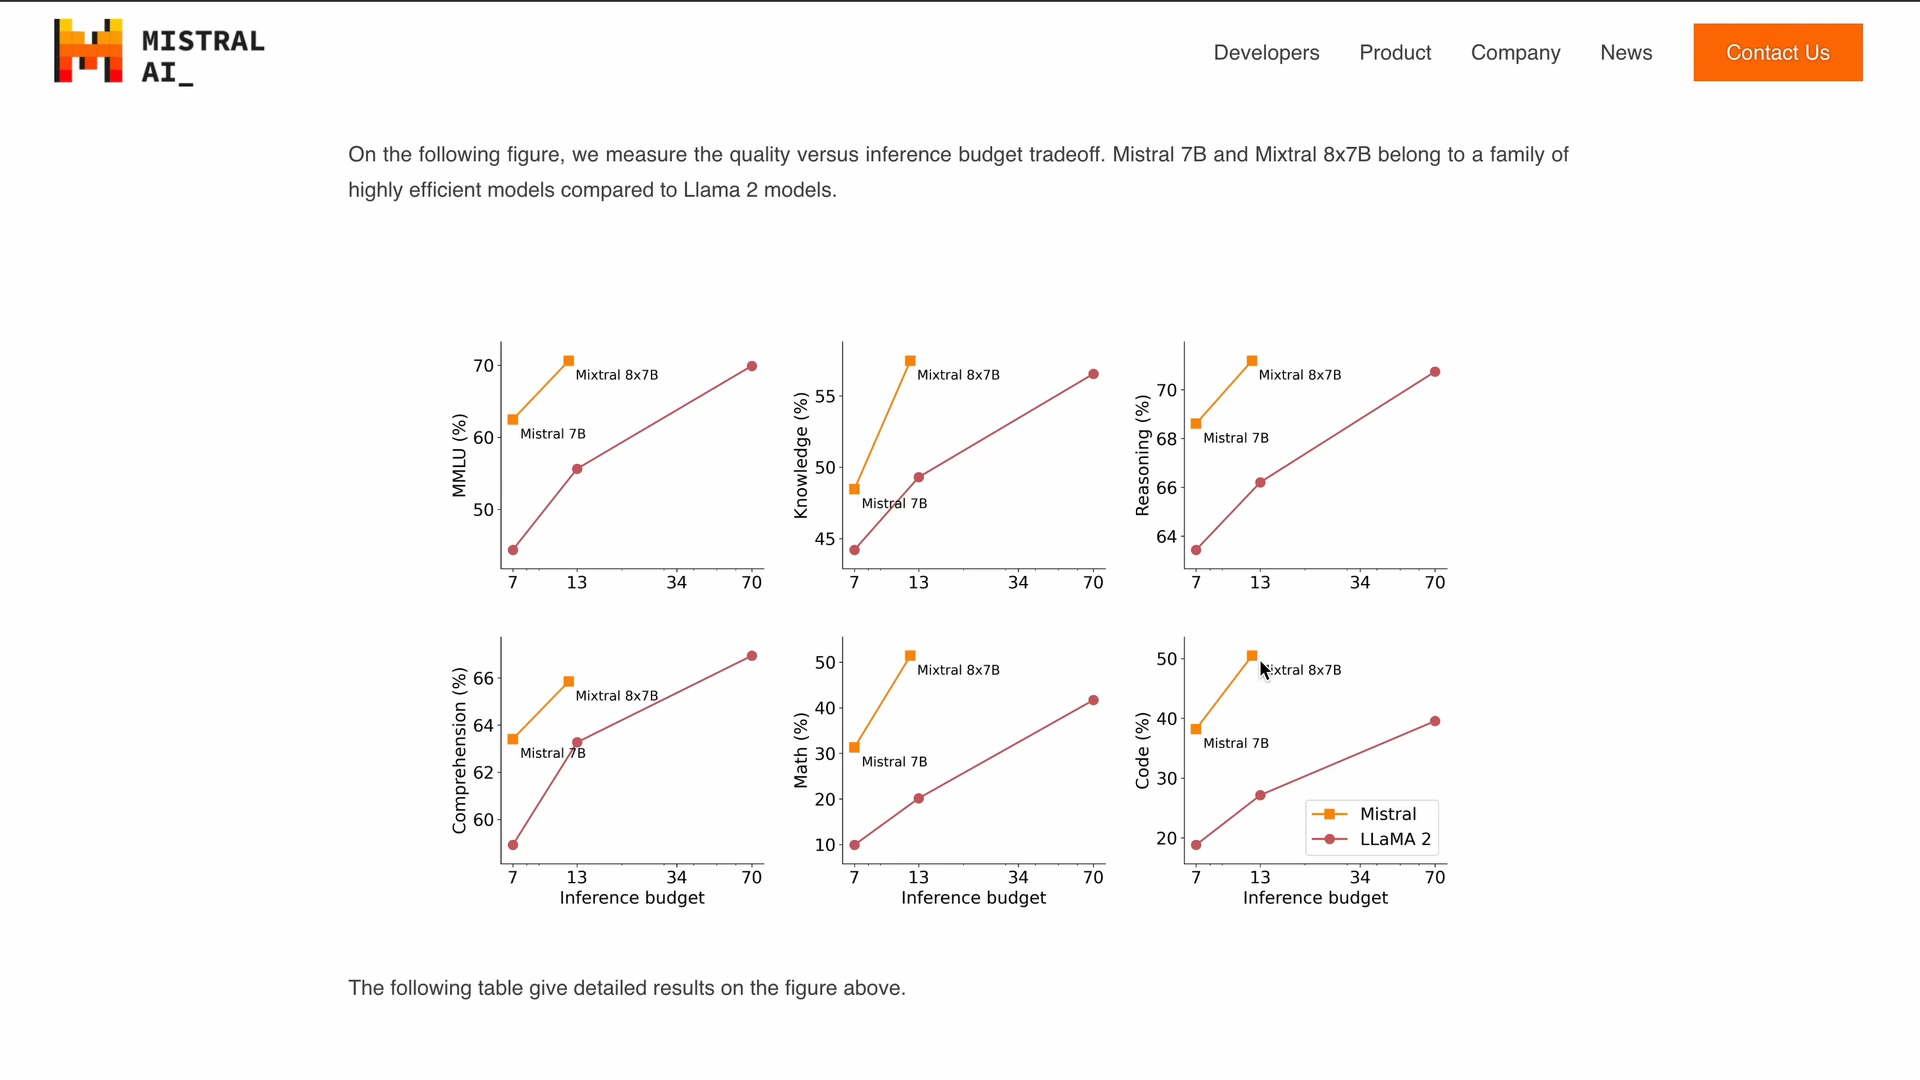 MISTRAL
AI_
Developers Product Company News Contact Us
On the following figure, we measure the quality versus inference budget tradeoff. Mistral 7B and Mixtral 8x7B belong to a family of
highly efficient models compared to Llama 2 models.
MMLU (%)
70
60
50
Mixtral 8x7B
Mistral 7B
7 13 34 70
Knowledge (%)
55
50
45
Mixtral 8x7B
Mistral 7B
7 13 34 70
Reasoning (%)
70
68
66
64
Mixtral 8x7B
Mistral 7B
7 13 34 70
Comprehension (%)
66
64
62
60
Mixtral 8x7B
Mistral 7B
7 13 34 70
Inference budget
Math (%)
50
40
30
20
10
Mixtral 8x7B
Mistral 7B
7 13 34 70
Inference budget
Code (%)
50
40
30
20
Mixtral 8x7B
Mistral 7B
Mistral
LLaMA 2
7 13 34 70
Inference budget
The following table give detailed results on the figure above.